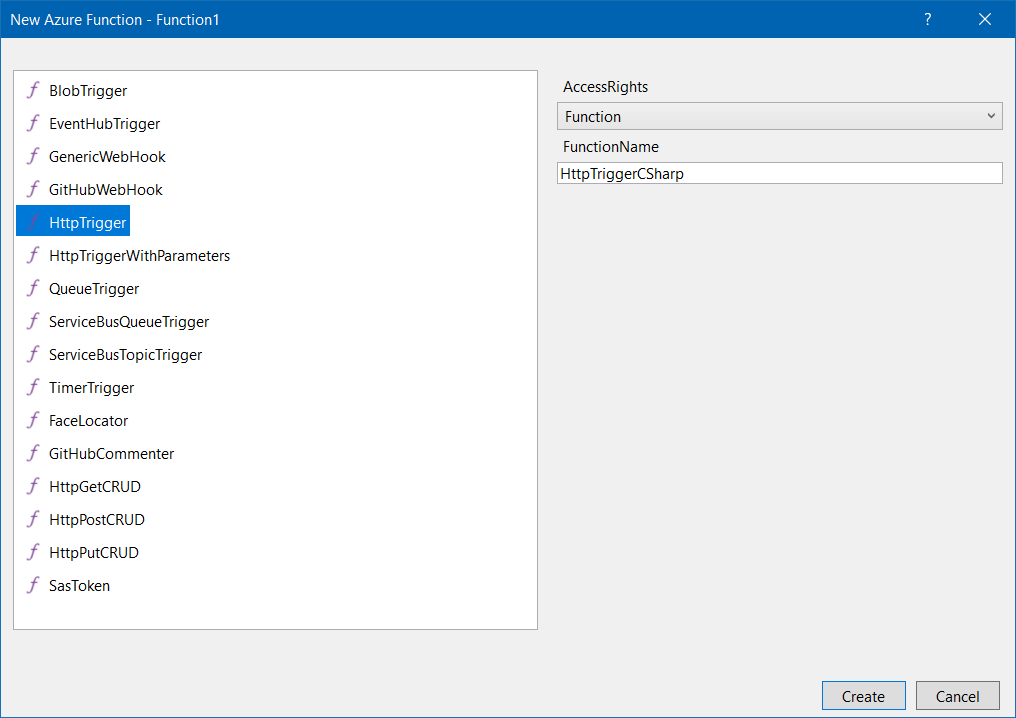 New Azure Function - Function1
?
BlobTrigger
EventHubTrigger
GenericWebHook
GitHubWebHook
HttpTrigger
HttpTriggerWithParameters
QueueTrigger
ServiceBusQueueTrigger
ServiceBusTopicTrigger
TimerTrigger
FaceLocator
GitHubCommenter
HttpGetCRUD
HttpPostCRUD
HttpPutCRUD
SasToken
AccessRights
Function
FunctionName
HttpTriggerCSharp
Create Cancel